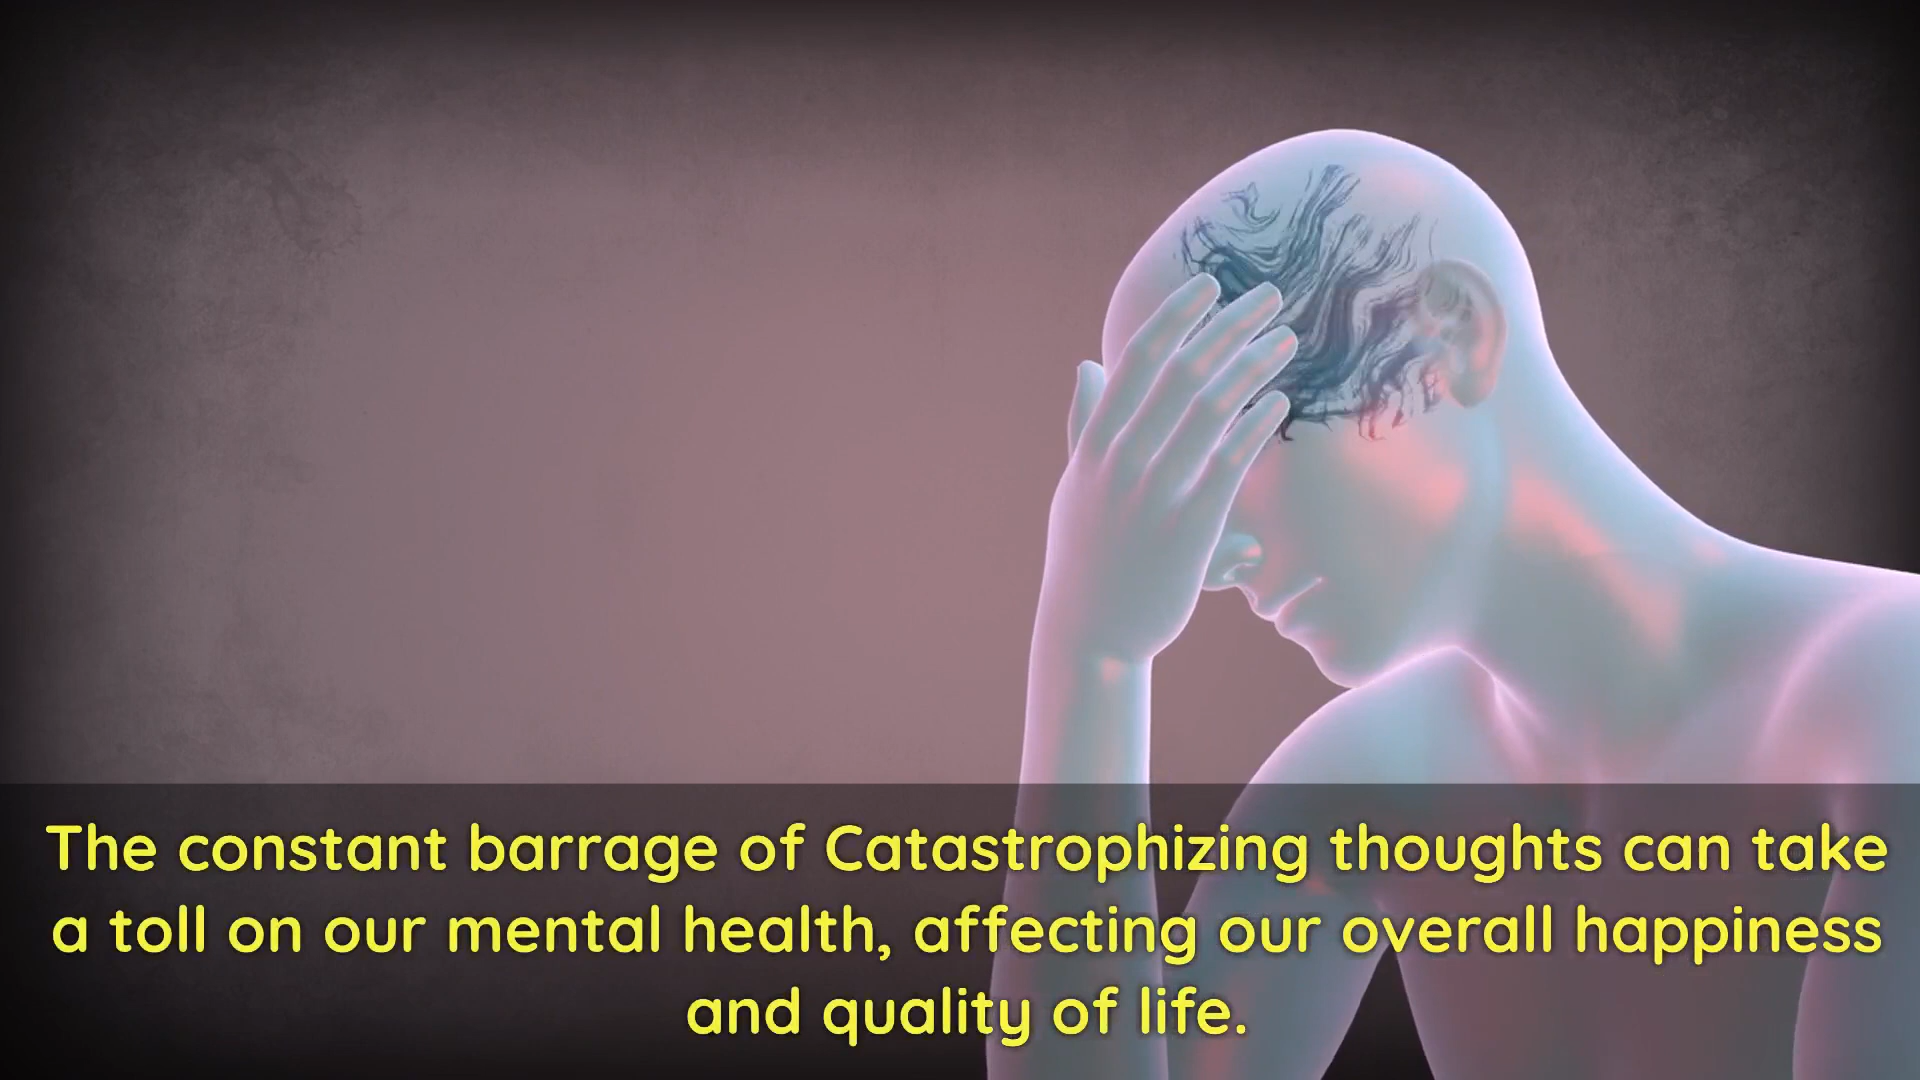 The constant barrage of Catastrophizing thoughts can take
a toll on our mental health, affecting our overall happiness
and quality of life.